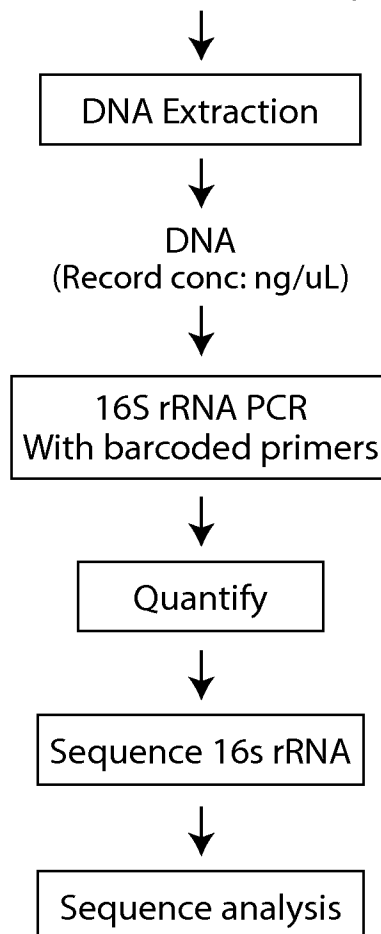 DNA Extraction
DNA
(Record conc: ng/uL)
16S rRNA PCR
With barcoded primers
Quantify
Sequence 16s rRNA
Sequence analysis